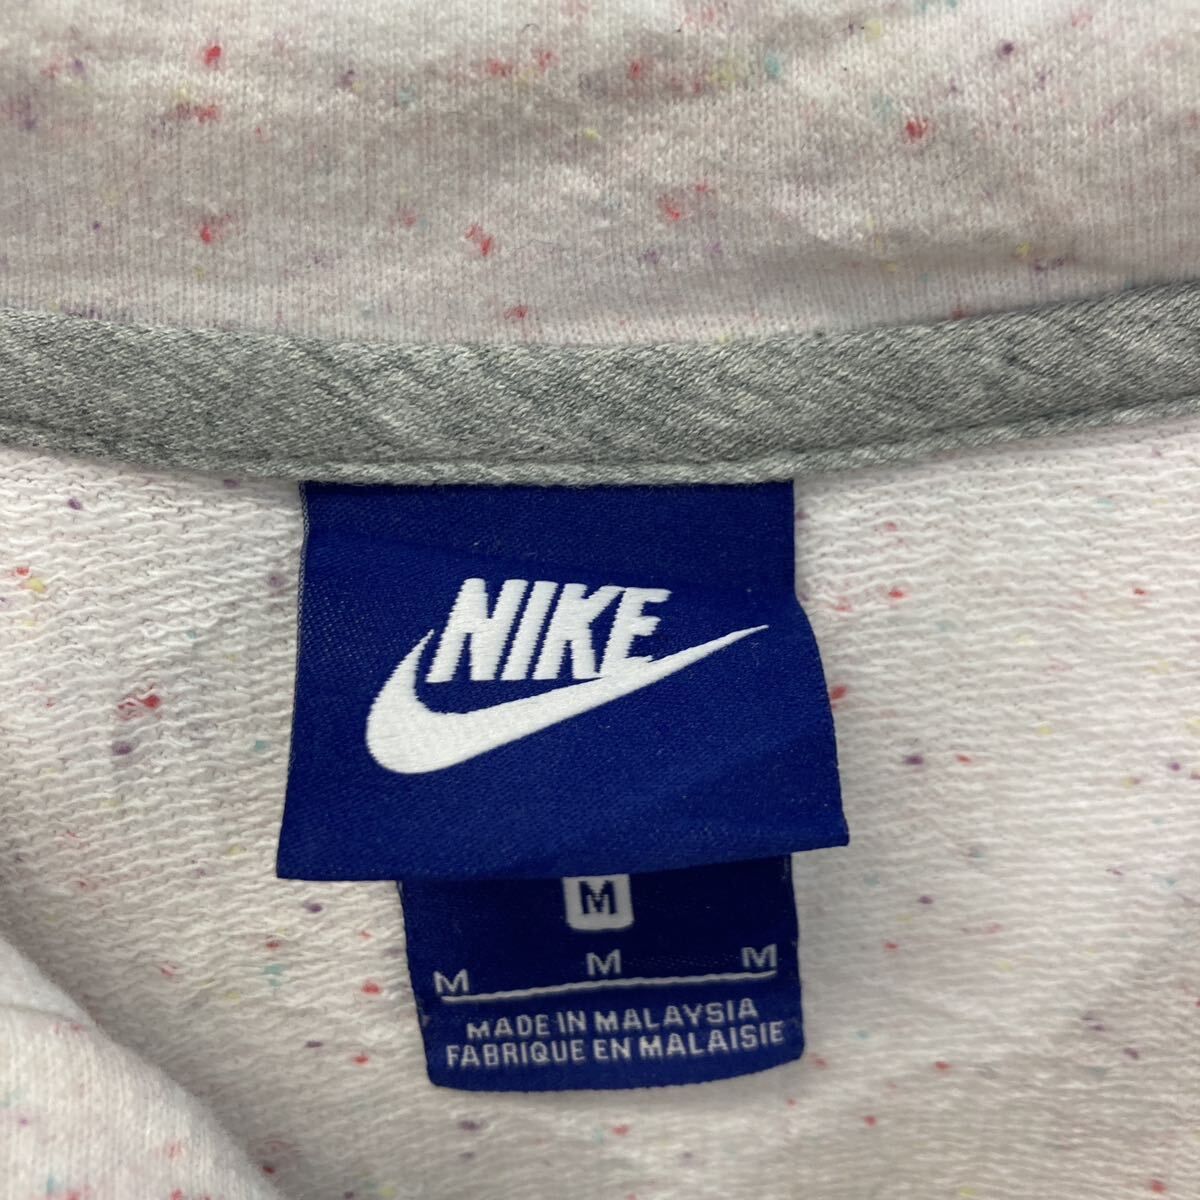 NIKE
M
M M M
MADE IN MALAYSIA
FABRIQUE EN MALAISIE